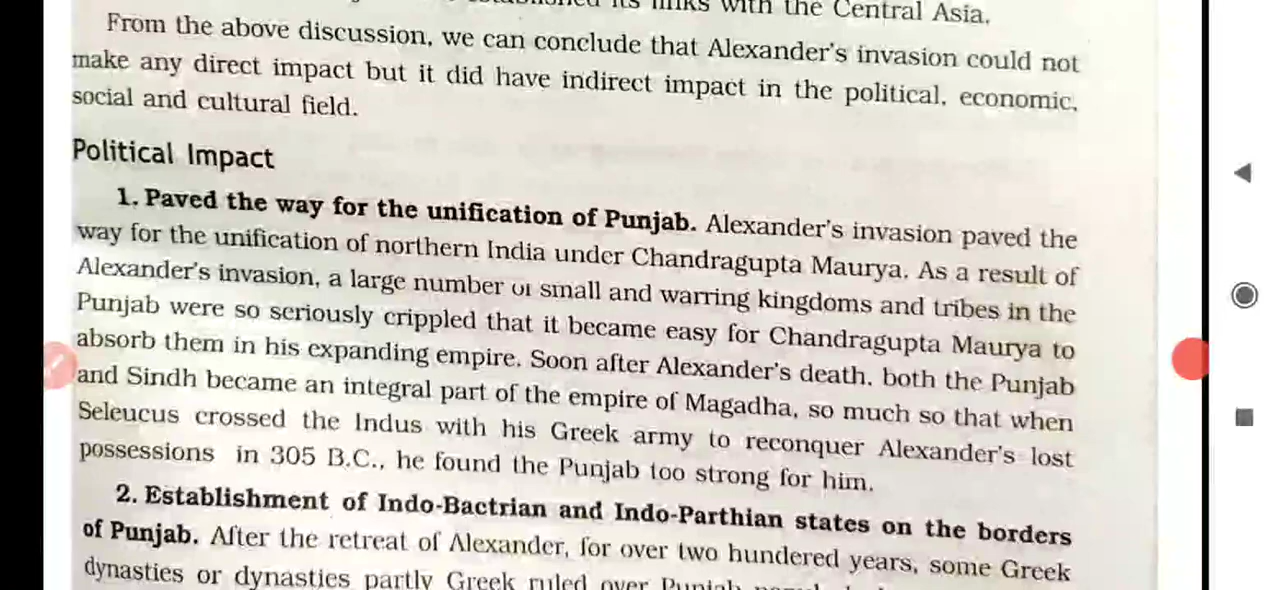 its links with the Central Asia.
From the above discussion, we can conclude that Alexander's invasion could not
make any direct impact but it did have indirect impact in the political, economic,
social and cultural field.
Political Impact
1. Paved the way for the unification of Punjab. Alexander's invasion paved the
way for the unification of northern India under Chandragupta Maurya. As a result of
Alexander's invasion, a large number of small and warring kingdoms and tribes in the
Punjab were so seriously crippled that it became easy for Chandragupta Maurya to
absorb them in his expanding empire. Soon after Alexander's death, both the Punjab
and Sindh became an integral part of the empire of Magadha, so much so that when
Seleucus crossed the Indus with his Greek army to reconquer Alexander's lost
possessions in 305 B.C., he found the Punjab too strong for him.
2. Establishment of Indo-Bactrian and Indo-Parthian states on the borders
of Punjab. After the retreat of Alexander, for over two hundred years, some Greek
dynasties or dynasties partly Greek ruled over Punjab